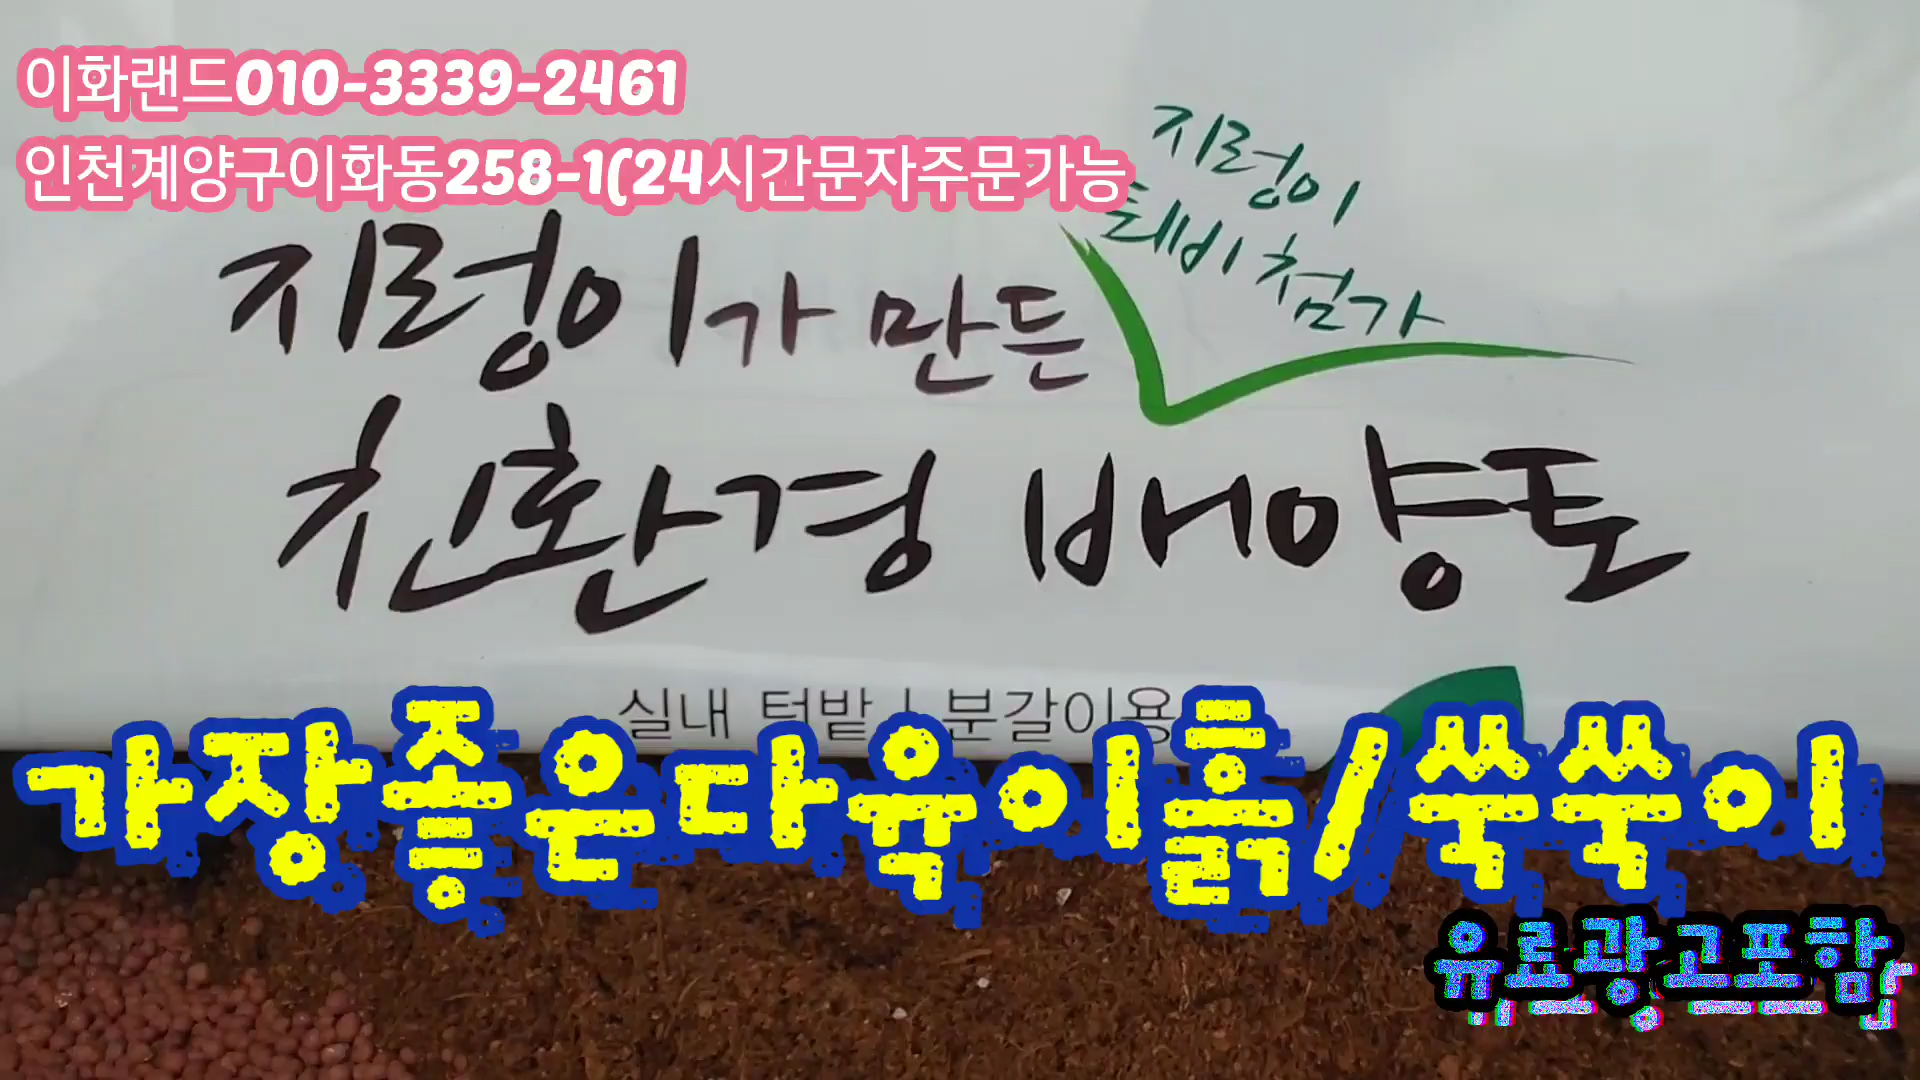 이화랜드010-3339-2461
인천계양구이화동258-1(24시간문자주문가능
지렁이
퇴비 첨가
지렁이가 만든
친환경 배양토
실내 텃밭 | 분갈이용
가장좋은다육이흙/쑥쑥이
유료광고포함